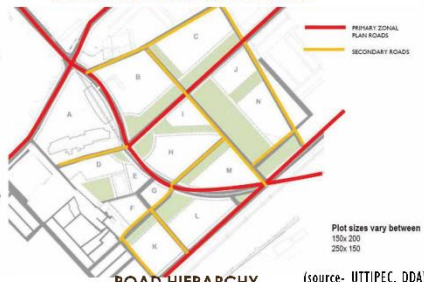 PRIMARY ZONAL
PLAN ROADS
SECONDARY ROADS
C
B
J
A
I
N
H
D
M
E
G
F
L
K
Plot sizes vary between
150x 200
250x 150
ROAD HIERARCHY
(source- UTTIPEC, DDA)